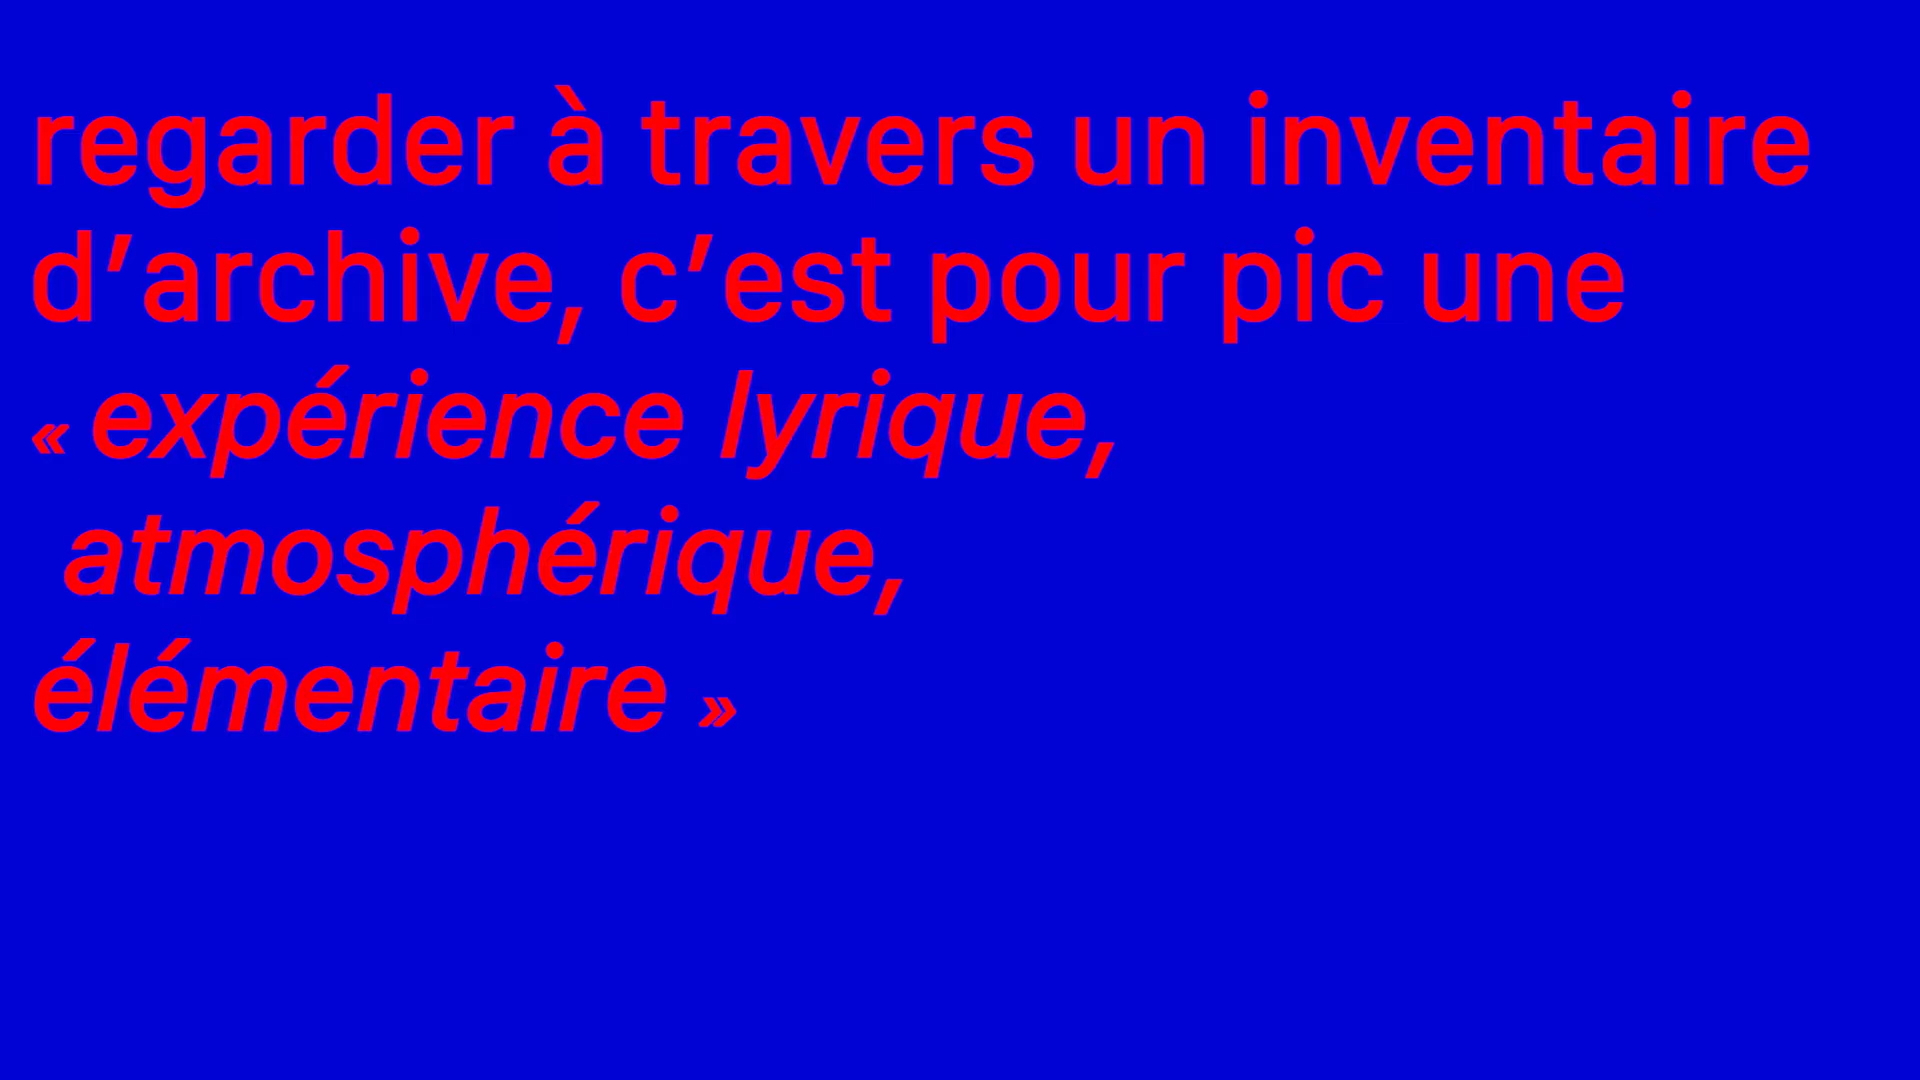 regarder à travers un inventaire
d’archive, c’est pour pic une
« expérience lyrique,
atmosphérique,
élémentaire »